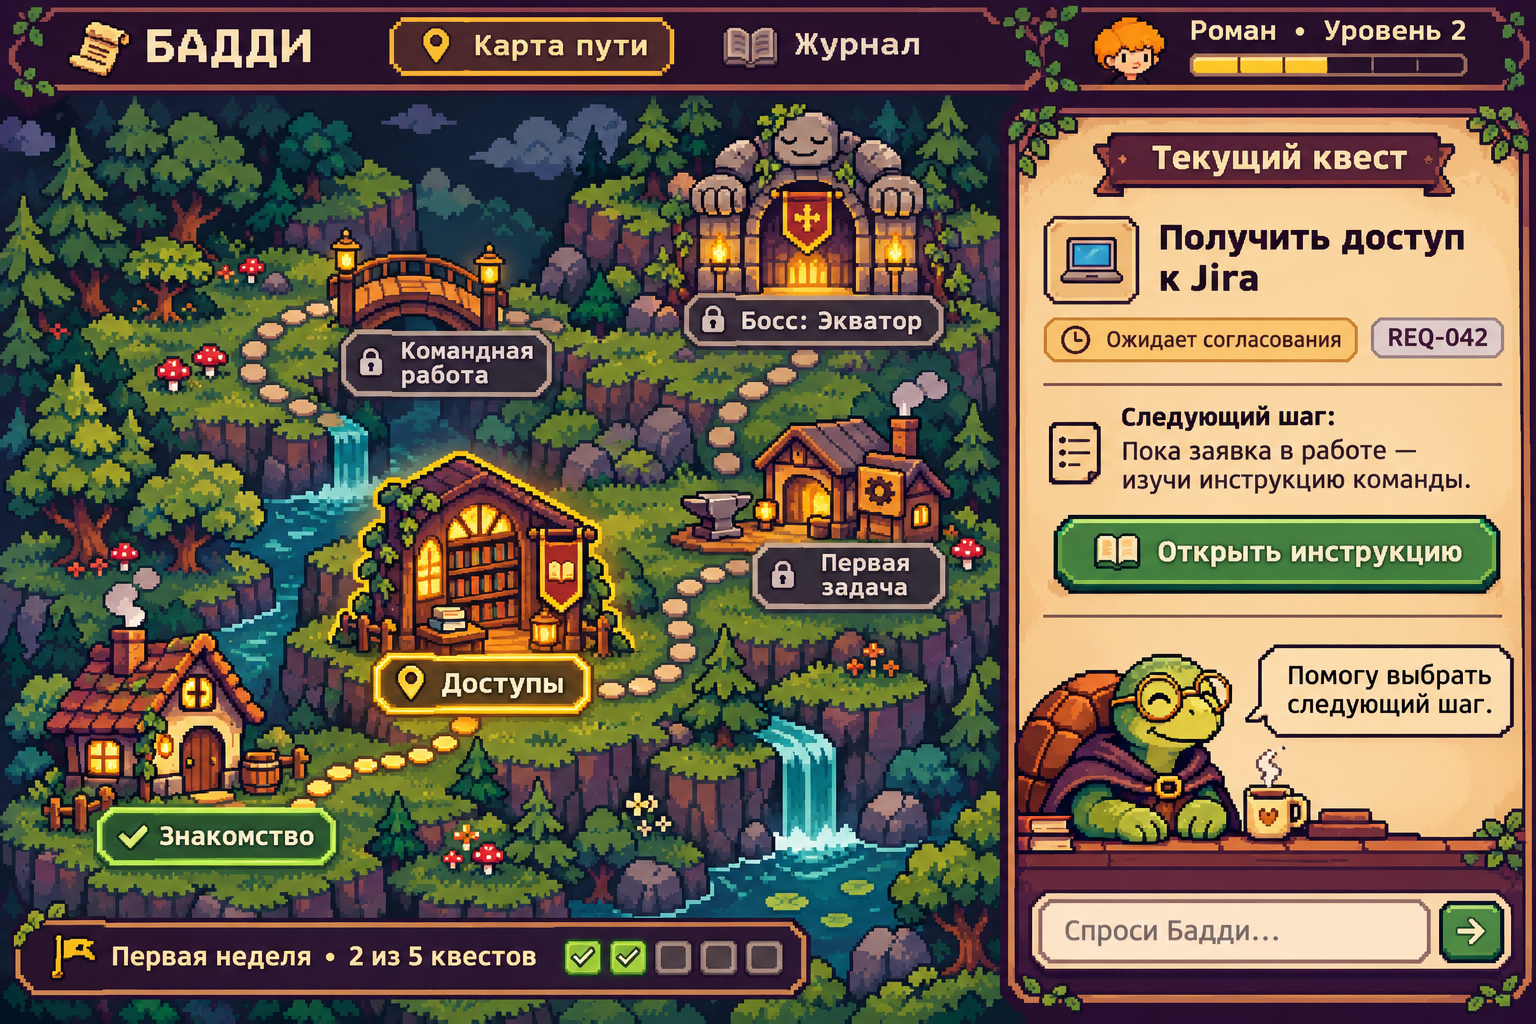 БАДДИ
Карта пути
Журнал
Роман • Уровень 2
Босс: Экватор
Командная
работа
Первая
задача
Доступы
Знакомство
Первая неделя • 2 из 5 квестов
Текущий квест
Получить доступ
к Jira
Ожидает согласования
REQ-042
Следующий шаг:
Пока заявка в работе —
изучи инструкцию команды.
Открыть инструкцию
Помогу выбрать
следующий шаг.
Спроси Бадди...